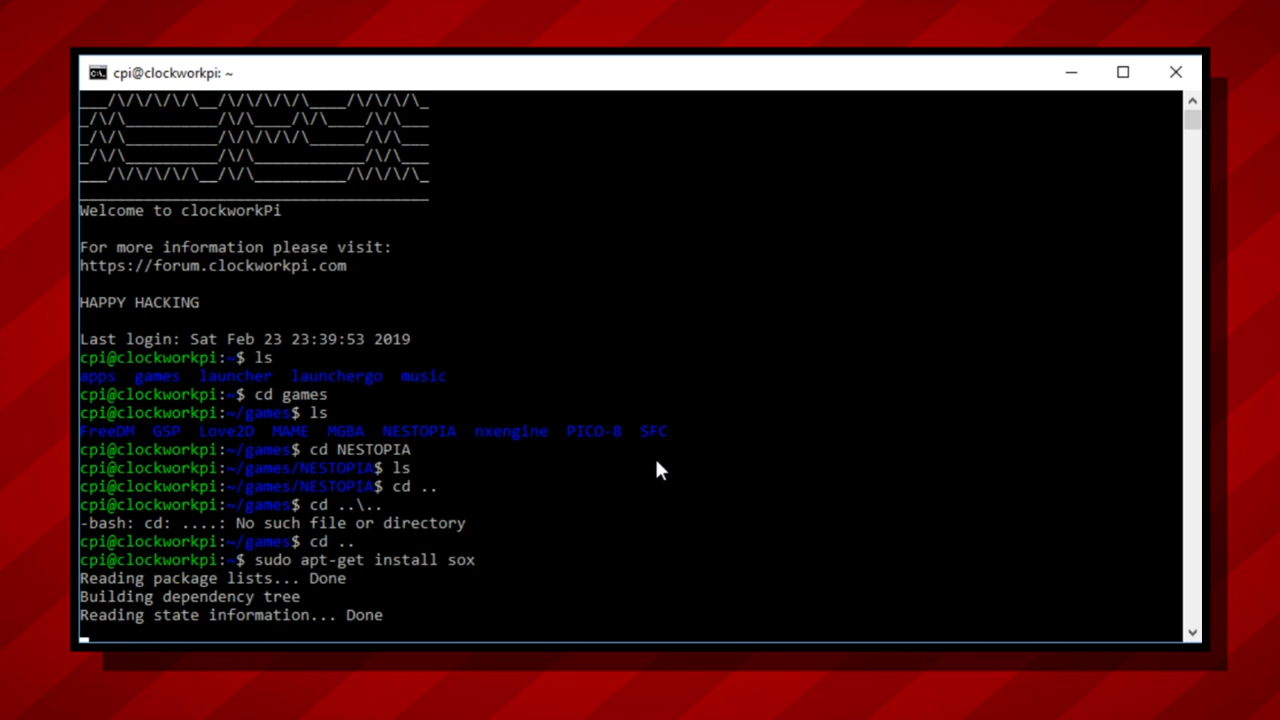 cpi@clockworkpi: ~
___/\/\/\/\/\__/\/\/\/\/\____/\/\/\/\_
_/\/\__________/\/\____/\/\____/\/\___
_/\/\__________/\/\/\/\/\______/\/\___
_/\/\__________/\/\____________/\/\___
___/\/\/\/\/\__/\/\__________/\/\/\/\_
______________________________________
Welcome to clockworkPi
For more information please visit:
https://forum.clockworkpi.com
HAPPY HACKING
Last login: Sat Feb 23 23:39:53 2019
cpi@clockworkpi:~$ ls
apps games launcher launchergo music
cpi@clockworkpi:~$ cd games
cpi@clockworkpi:~/games$ ls
FreeDM GSP Love2D MAME MGBA NESTOPIA nxengine PICO-8 SFC
cpi@clockworkpi:~/games$ cd NESTOPIA
cpi@clockworkpi:~/games/NESTOPIA$ ls
cpi@clockworkpi:~/games/NESTOPIA$ cd ..
cpi@clockworkpi:~/games$ cd ..\..
-bash: cd: ....: No such file or directory
cpi@clockworkpi:~/games$ cd ..
cpi@clockworkpi:~$ sudo apt-get install sox
Reading package lists... Done
Building dependency tree
Reading state information... Done